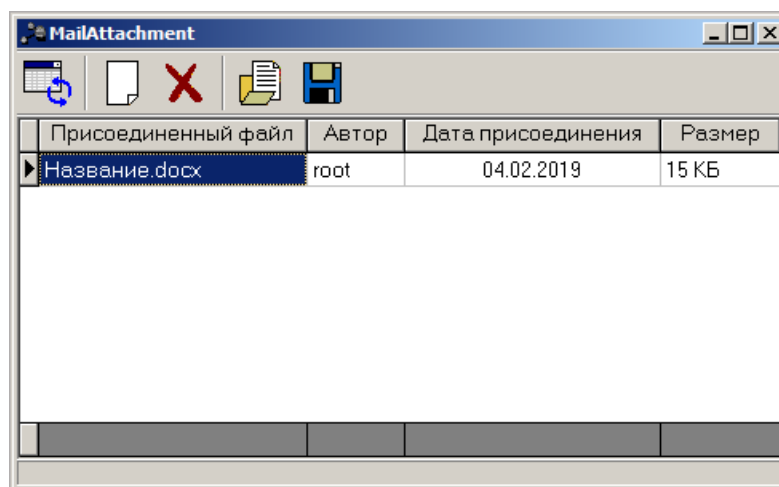 MailAttachment
Присоединенный файл Автор Дата присоединения Размер
Название.docx root 04.02.2019 15 КБ